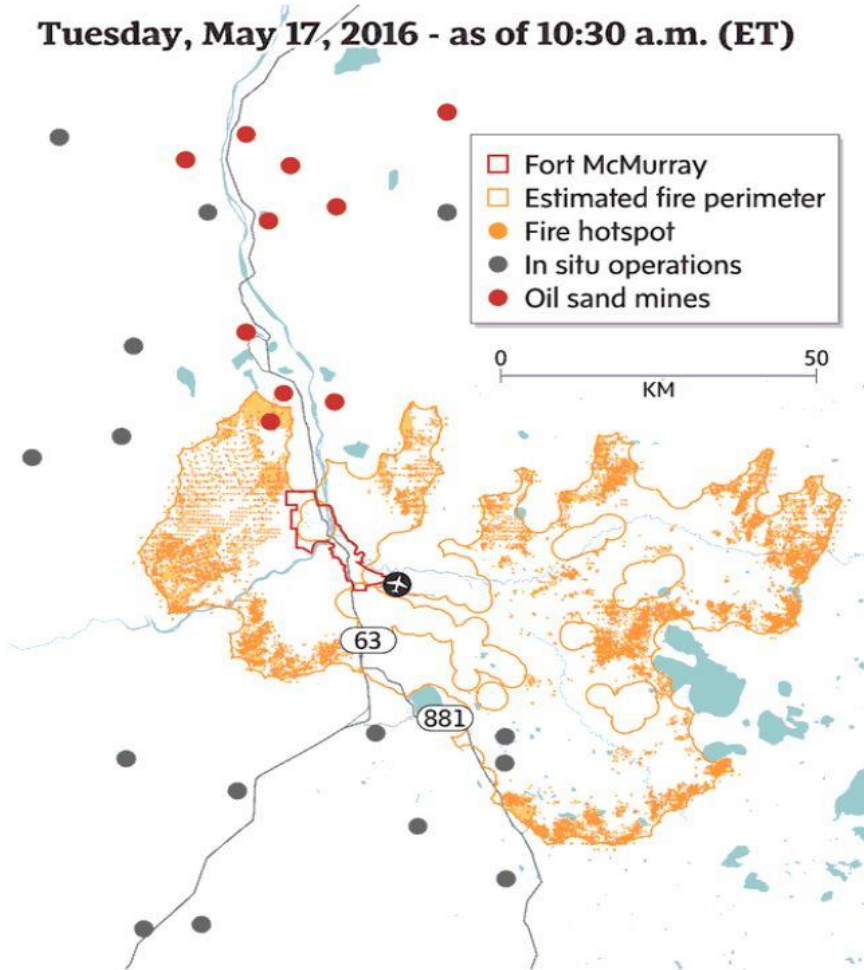 Tuesday, May 17, 2016 - as of 10:30 a.m. (ET)
Fort McMurray
Estimated fire perimeter
Fire hotspot
In situ operations
Oil sand mines
0 50
KM
63
881